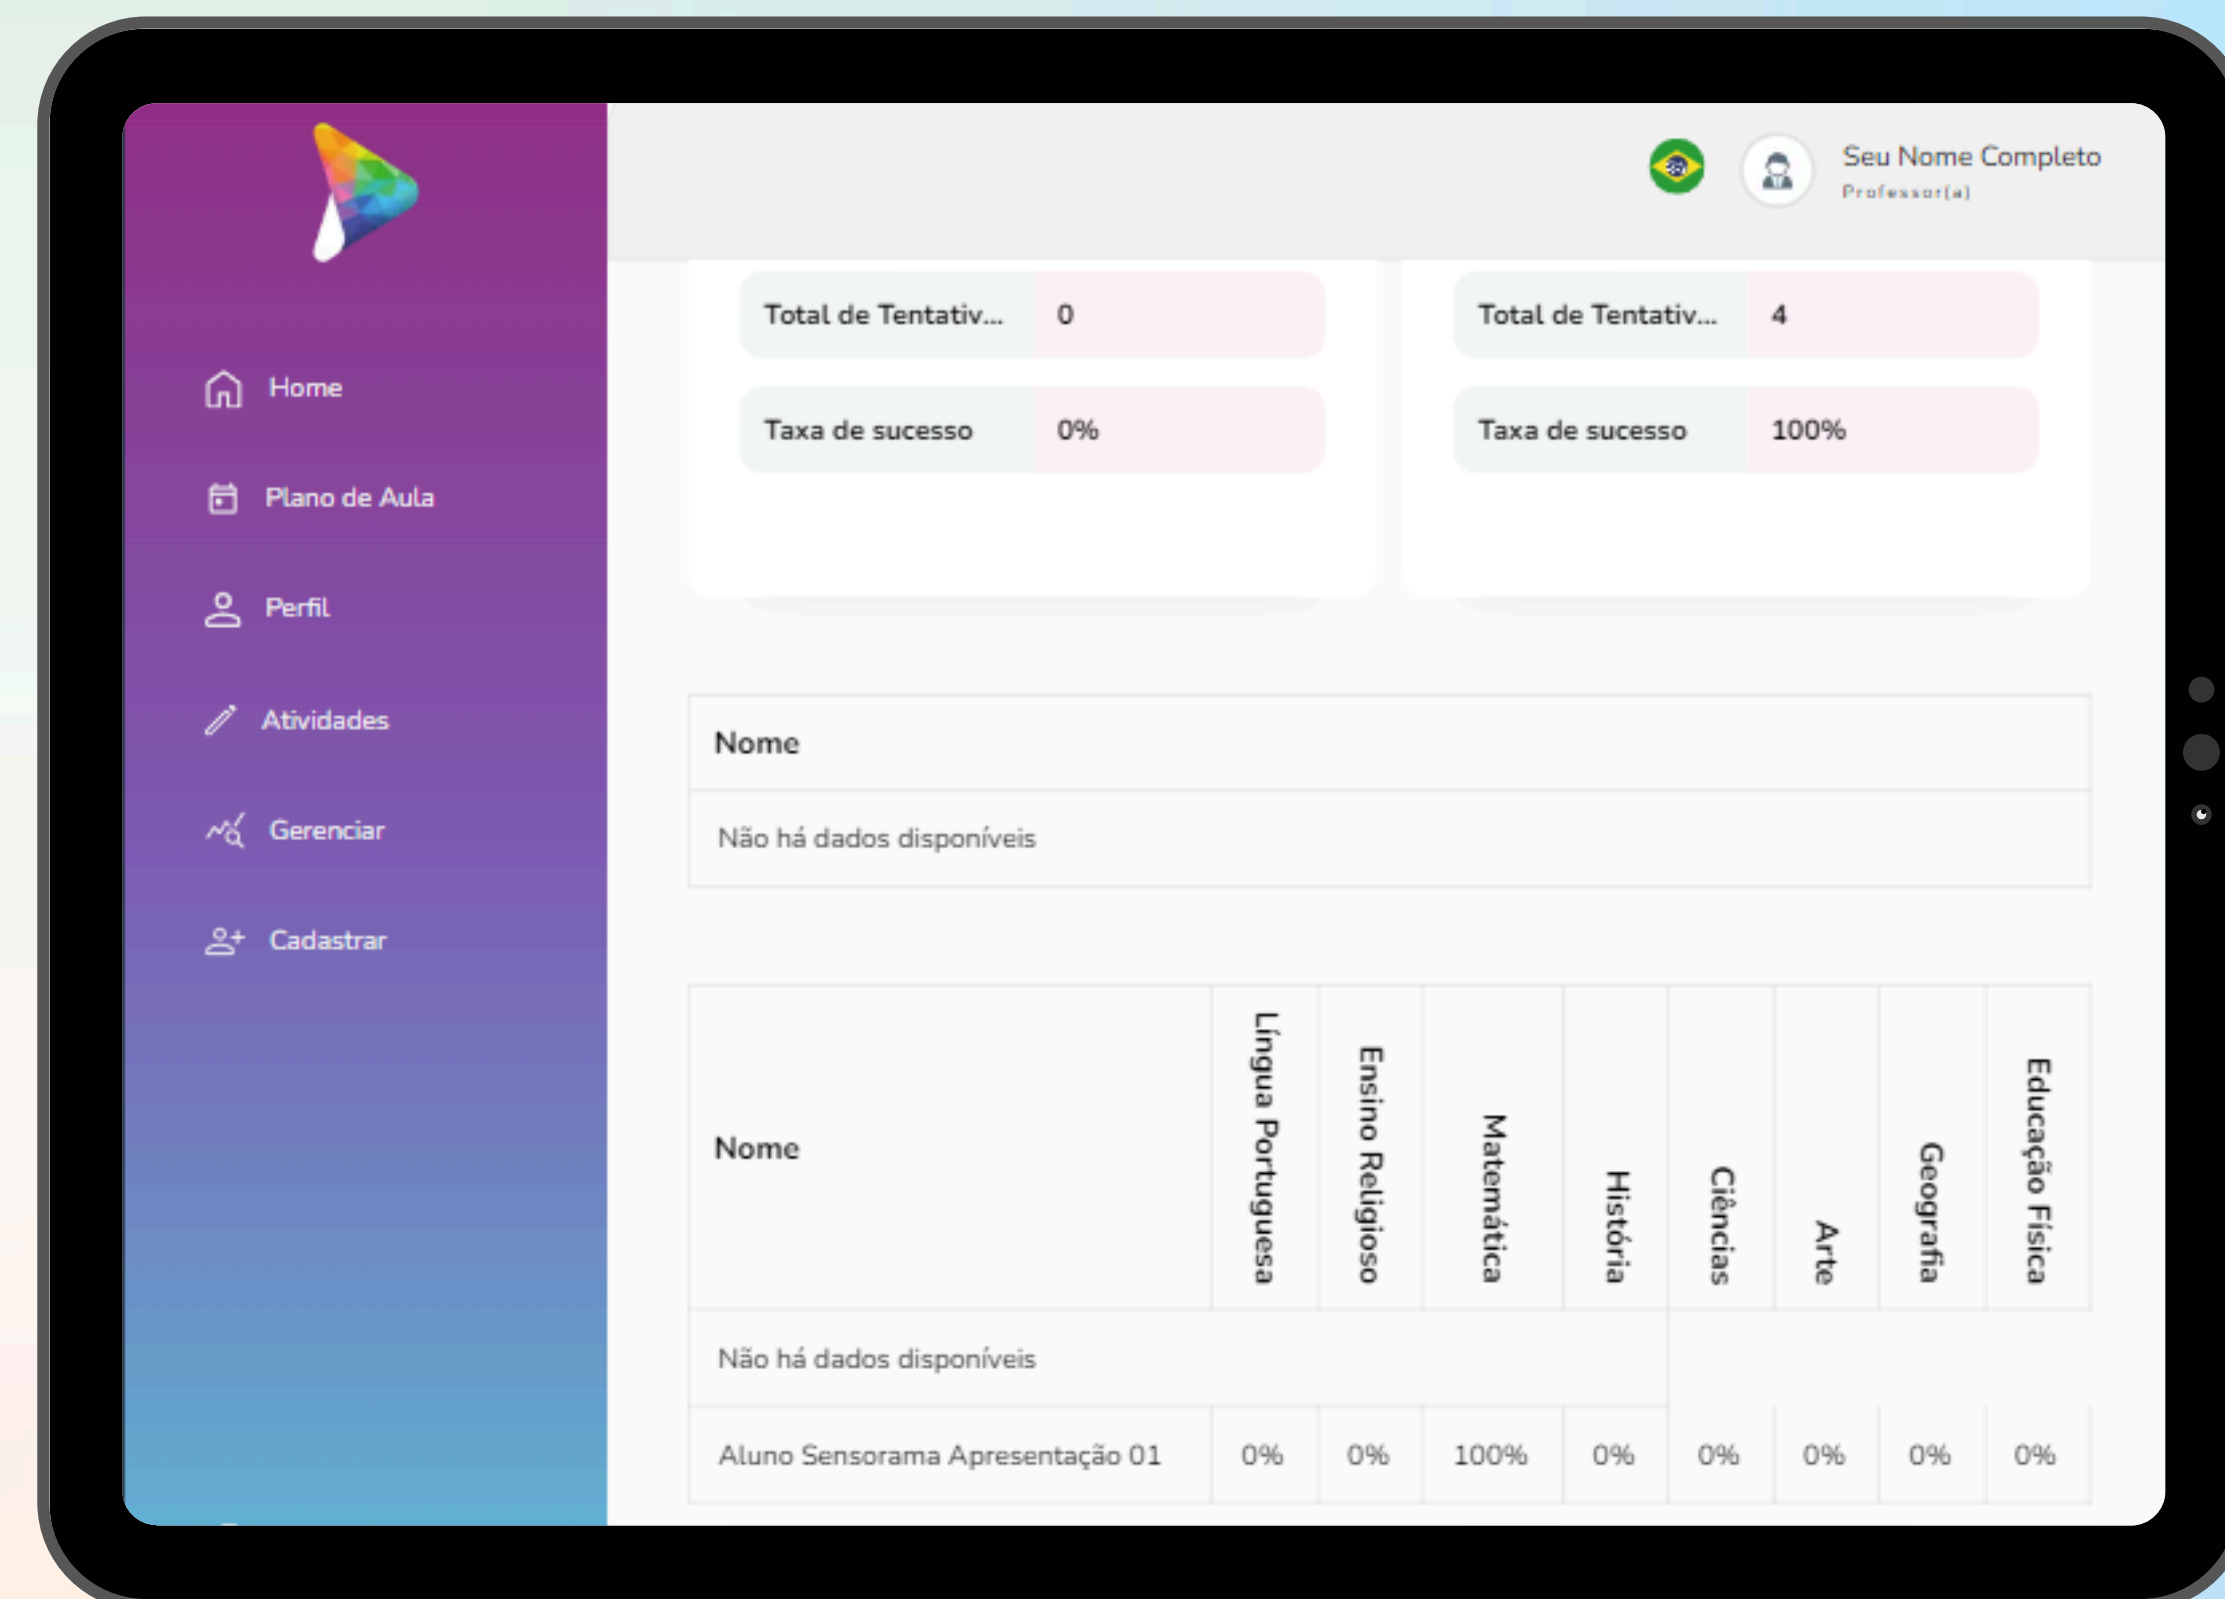 Seu Nome Completo
Professor(a)
Home
Plano de Aula
Perfil
Atividades
Gerenciar
Cadastrar
Total de Tentativ... 0
Taxa de sucesso 0%
Total de Tentativ... 4
Taxa de sucesso 100%
Nome
Não há dados disponíveis
Nome Língua Portuguesa Ensino Religioso Matemática História Ciências Arte Geografia Educação Física
Não há dados disponíveis
Aluno Sensorama Apresentação 01 0% 0% 100% 0% 0% 0% 0% 0%